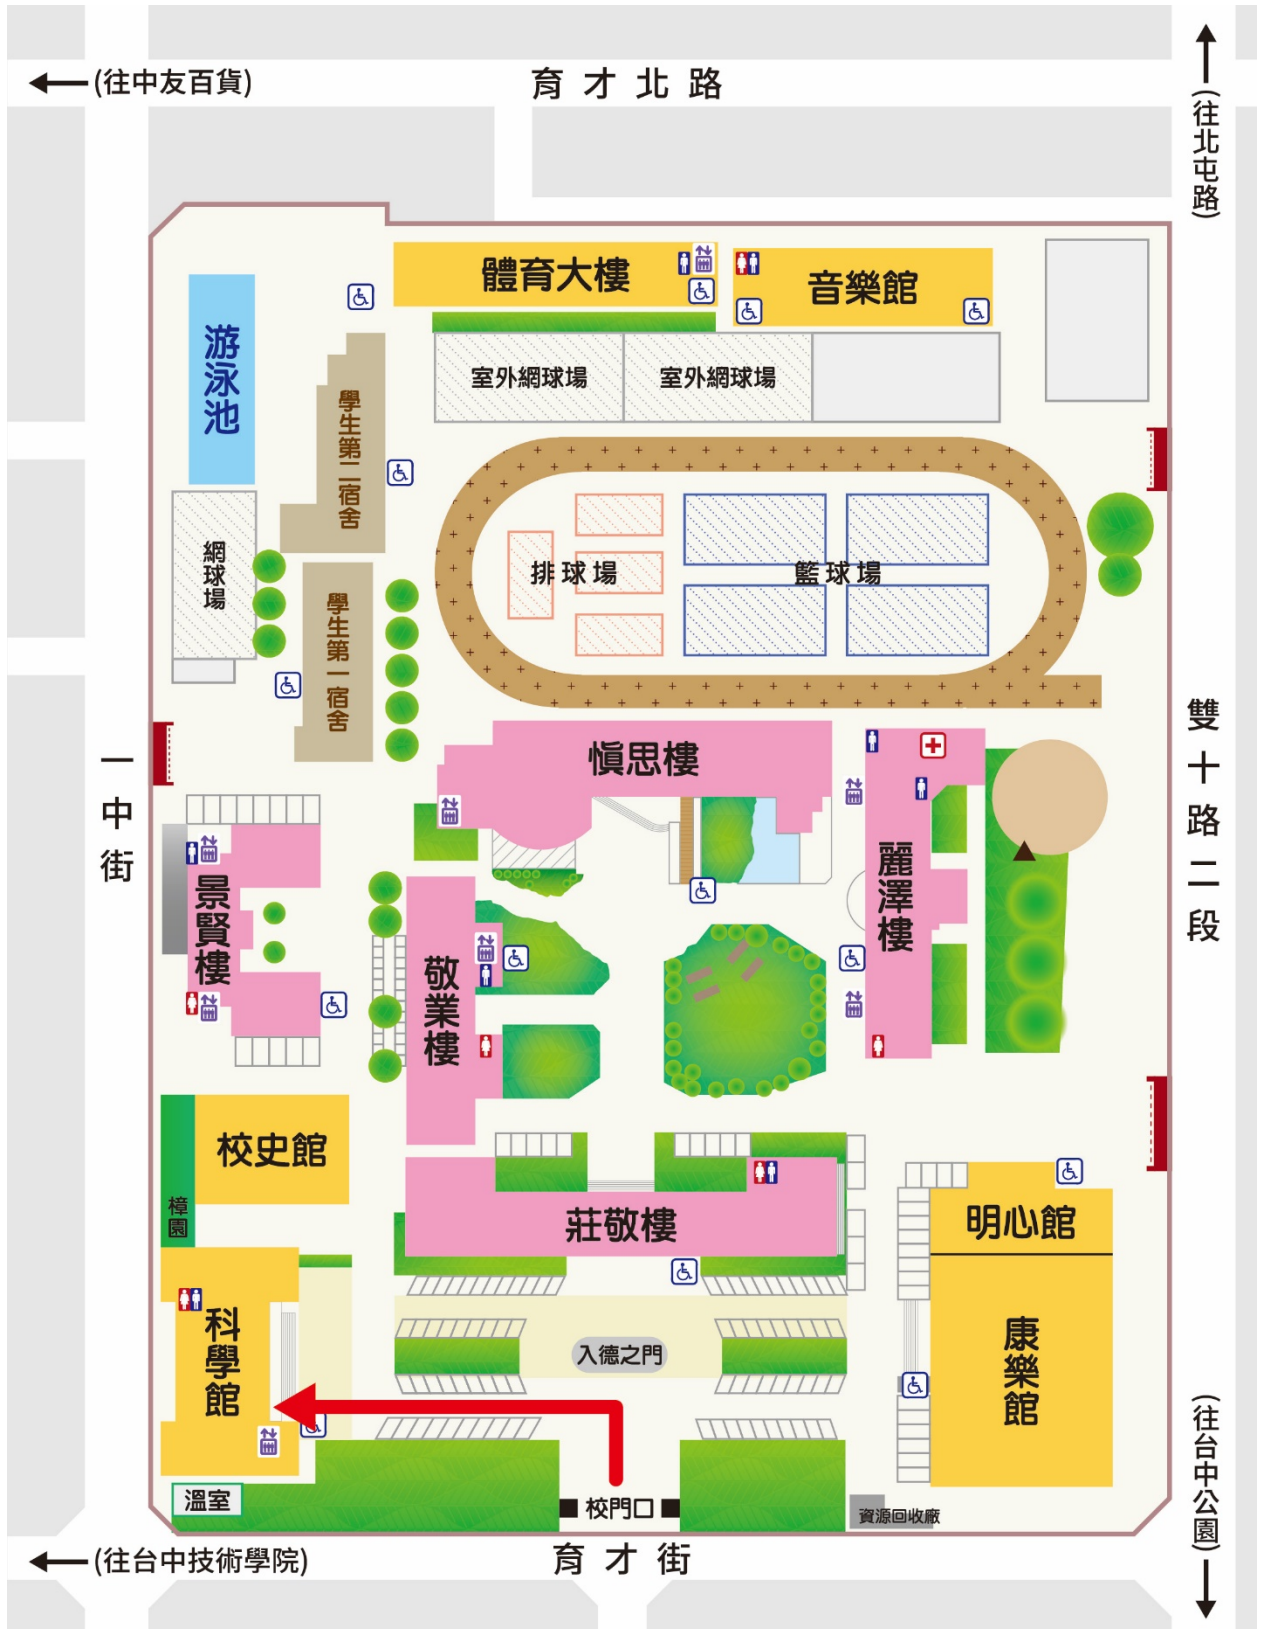 (往中友百貨)
育才北路
(往北屯路)
體育大樓
音樂館
游泳池
室外網球場
室外網球場
學生第二宿舍
網球場
排球場
籃球場
學生第一宿舍
雙十路二段
一中街
慎思樓
麗澤樓
景賢樓
敬業樓
校史館
樟園
莊敬樓
明心館
科學館
入德之門
康樂館
溫室
校門口
資源回收廠
(往台中公園)
(往台中技術學院)
育才街